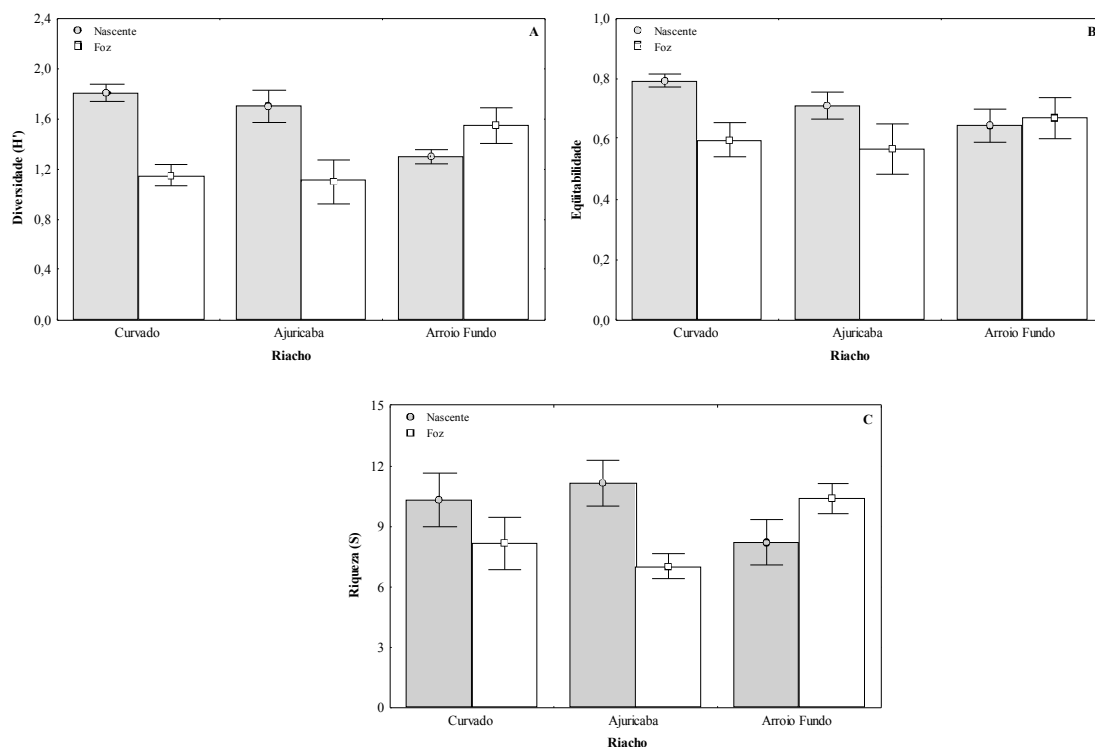 A
Nascente
Foz
Diversidade (H')
2,4
2,0
1,6
1,2
0,8
0,4
0,0
Curvado Ajuricaba Arroio Fundo
Riacho
B
Nascente
Foz
Eqüitabilidade
1,0
0,8
0,6
0,4
0,2
0,0
Curvado Ajuricaba Arroio Fundo
Riacho
C
Nascente
Foz
Riqueza (S)
15
12
9
6
3
0
Curvado Ajuricaba Arroio Fundo
Riacho